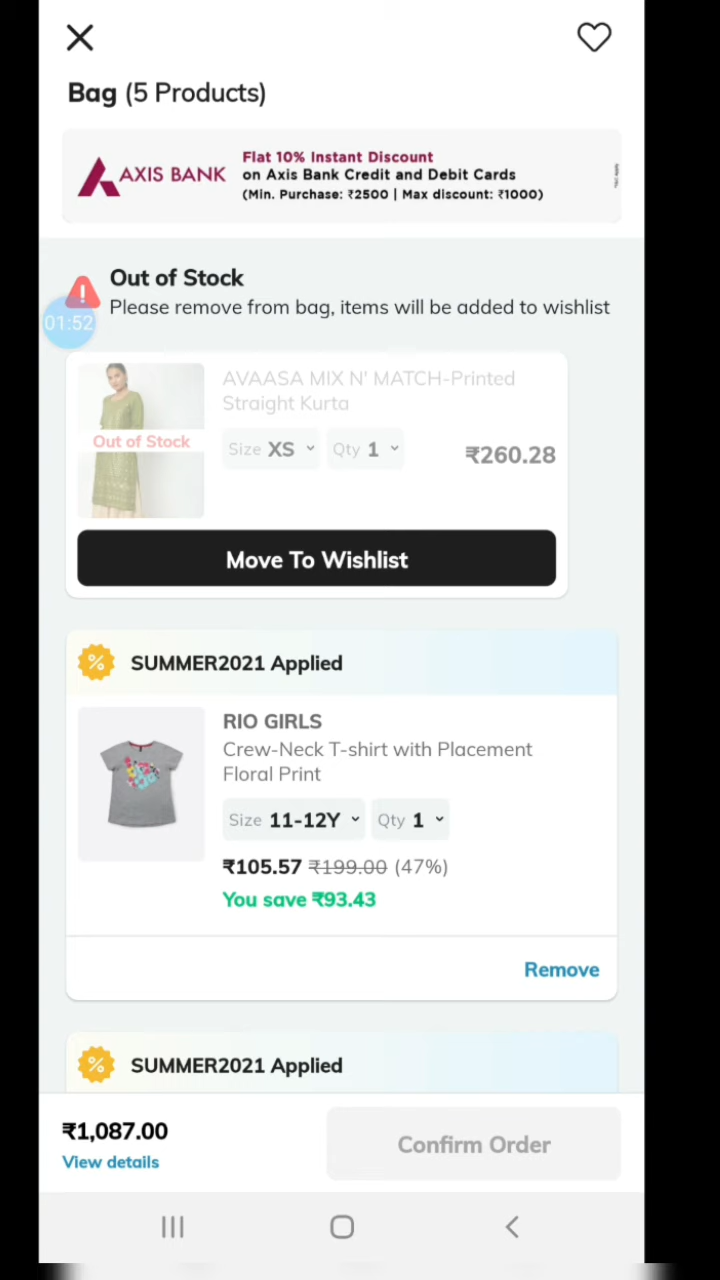 Bag (5 Products)
AXIS BANK
Flat 10% Instant Discount
on Axis Bank Credit and Debit Cards
(Min. Purchase: ₹2500 | Max discount: ₹1000)
Out of Stock
Please remove from bag, items will be added to wishlist
01:52
AVAASA MIX N' MATCH-Printed
Straight Kurta
Out of Stock
Size XS Qty 1
₹260.28
Move To Wishlist
SUMMER2021 Applied
RIO GIRLS
Crew-Neck T-shirt with Placement
Floral Print
Size 11-12Y Qty 1
₹105.57 ₹199.00 (47%)
You save ₹93.43
Remove
SUMMER2021 Applied
₹1,087.00
View details
Confirm Order